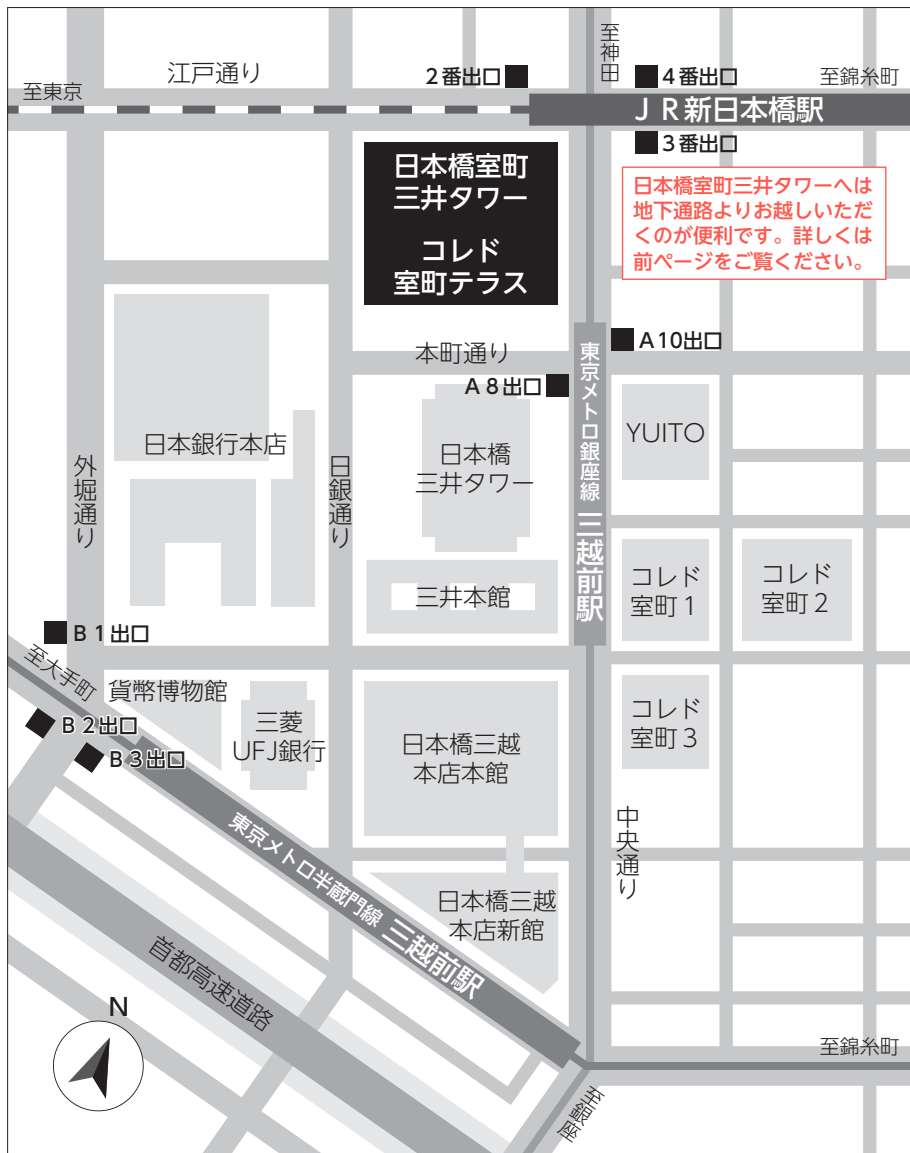 至神田
江戸通り
2番出口
4番出口
至錦糸町
至東京
JR新日本橋駅
3番出口
日本橋室町
三井タワー
コレド
室町テラス
日本橋室町三井タワーへは
地下通路よりお越しいただ
くのが便利です。詳しくは
前ページをご覧ください。
A10出口
本町通り
A8出口
東京メトロ銀座線 三越前駅
YUITO
日本銀行本店
日本橋
三井タワー
外堀通り
日銀通り
コレド
室町1
コレド
室町2
三井本館
B1出口
至大手町
貨幣博物館
B2出口
B3出口
三菱
UFJ銀行
日本橋三越
本店本館
コレド
室町3
中央通り
東京メトロ半蔵門線 三越前駅
日本橋三越
本店新館
首都高速道路
N
至錦糸町
至銀座